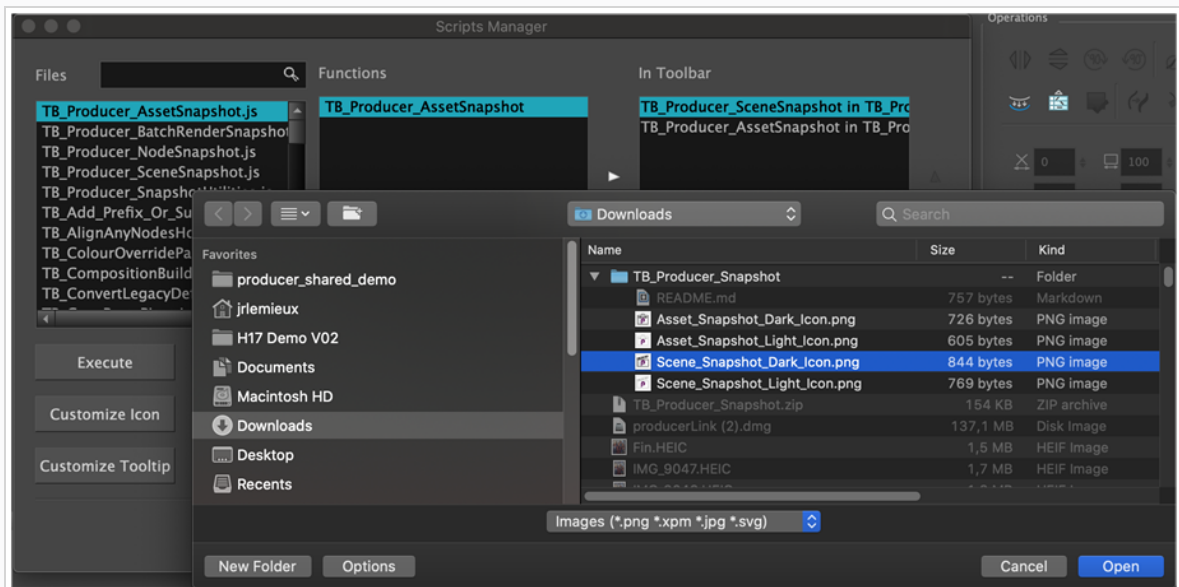 Scripts Manager
Operations
Files
Functions
In Toolbar
TB_Producer_AssetSnapshot.js
TB_Producer_BatchRenderSnapshot
TB_Producer_NodeSnapshot.js
TB_Producer_SceneSnapshot.js
TB_Add_Prefix_Or_Su
TB_AlignAnyNodesHo
TB_ColourOverridePa
TB_CompositionBuild
TB_ConvertLegacyDe
TB_Producer_AssetSnapshot
TB_Producer_SceneSnapshot in TB_Pro
TB_Producer_AssetSnapshot in TB_Pro
0
100
Execute
Customize Icon
Customize Tooltip
Downloads
Search
Favorites
producer_shared_demo
jrlemieux
H17 Demo V02
Documents
Macintosh HD
Downloads
Desktop
Recents
Name Size Kind
TB_Producer_Snapshot -- Folder
README.md 757 bytes Markdown
Asset_Snapshot_Dark_Icon.png 726 bytes PNG image
Asset_Snapshot_Light_Icon.png 605 bytes PNG image
Scene_Snapshot_Dark_Icon.png 844 bytes PNG image
Scene_Snapshot_Light_Icon.png 769 bytes PNG image
TB_Producer_Snapshot.zip 154 KB ZIP archive
producerLink (2).dmg 137,1 MB Disk Image
Fin.HEIC 1,5 MB HEIF Image
IMG_9047.HEIC 1,7 MB HEIF Image
Images (*.png *.xpm *.jpg *.svg)
New Folder
Options
Cancel
Open